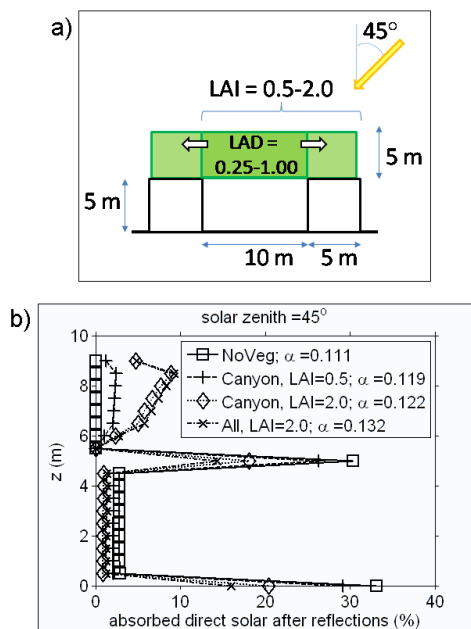 a)
45°
LAI = 0.5-2.0
LAD =
0.25-1.00
5 m
5 m
10 m
5 m
b)
solar zenith =45°
NoVeg; α =0.111
Canyon, LAI=0.5; α =0.119
Canyon, LAI=2.0; α =0.122
All, LAI=2.0; α =0.132
10
8
6
4
2
0
z (m)
0
10
20
30
40
absorbed direct solar after reflections (%)